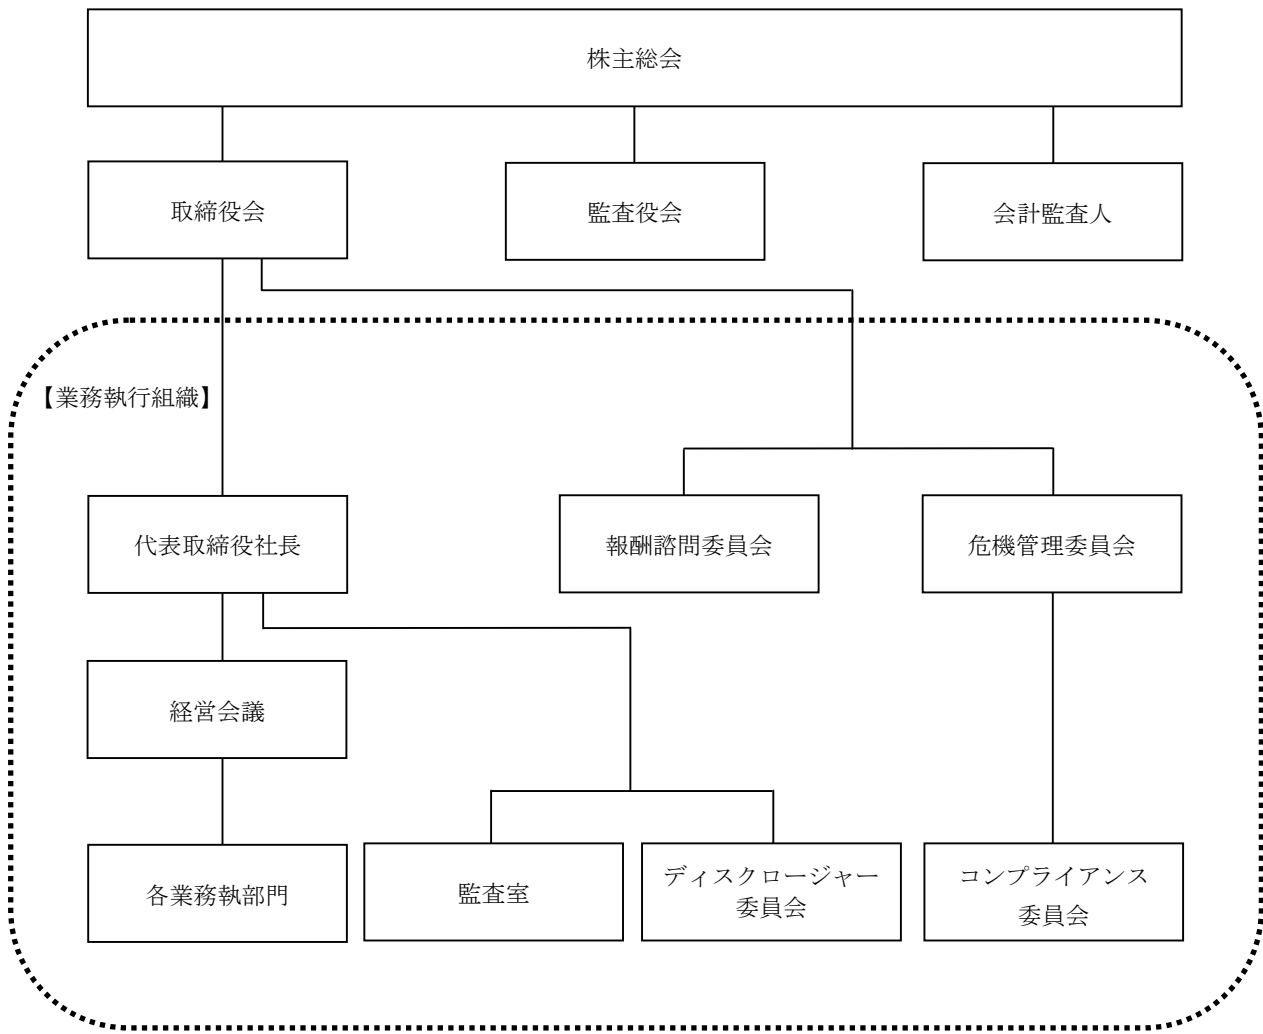 株主総会
取締役会
監査役会
会計監査人
【業務執行組織】
代表取締役社長
報酬諮問委員会
危機管理委員会
経営会議
各業務執部門
監査室
ディスクロージャー
委員会
コンプライアンス
委員会